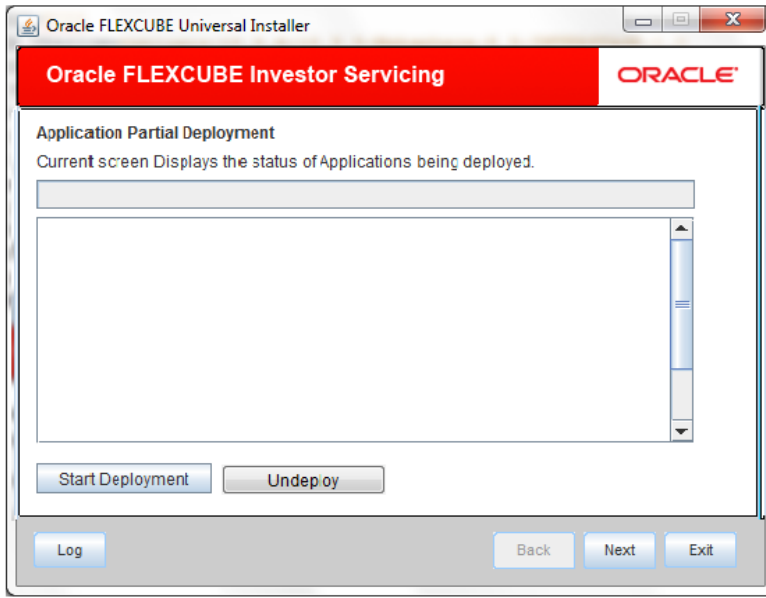 Oracle FLEXCUBE Universal Installer
Oracle FLEXCUBE Investor Servicing
ORACLE
Application Partial Deployment
Current screen Displays the status of Applications being deployed.
Start Deployment
Undeploy
Log
Back
Next
Exit